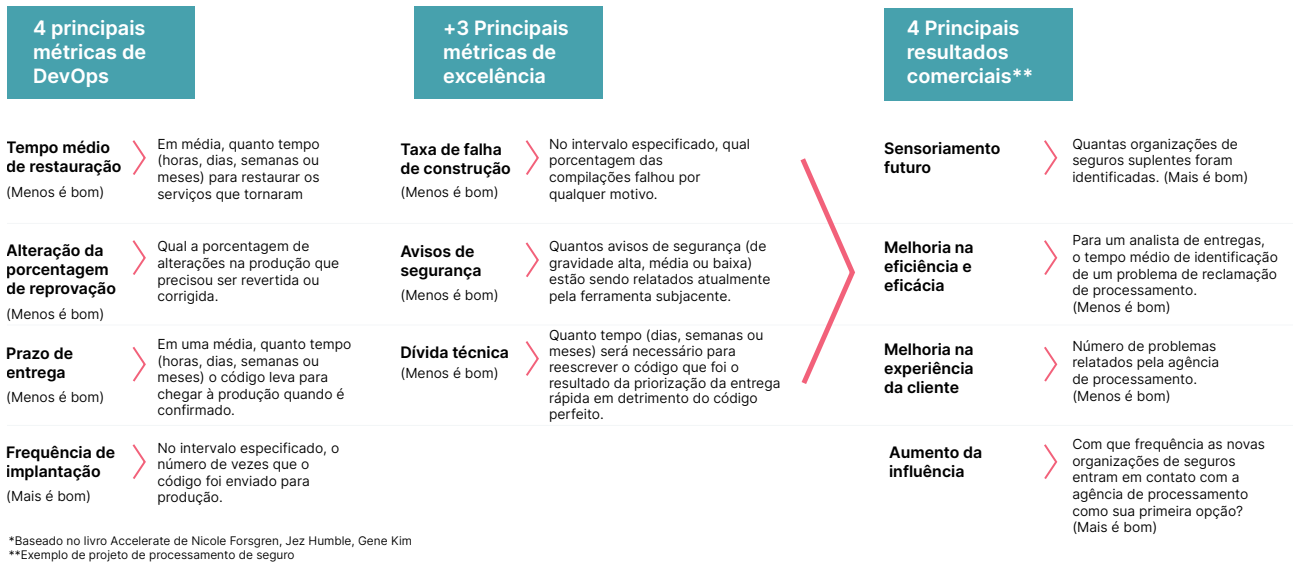 4 principais
métricas de
DevOps
+3 Principais
métricas de
excelência
4 Principais
resultados
comerciais**
Tempo médio
de restauração
(Menos é bom)
Em média, quanto tempo
(horas, dias, semanas ou
meses) para restaurar os
serviços que tornaram
Taxa de falha
de construção
(Menos é bom)
No intervalo especificado, qual
porcentagem das
compilações falhou por
qualquer motivo.
Sensoriamento
futuro
Quantas organizações de
seguros suplentes foram
identificadas. (Mais é bom)
Alteração da
porcentagem
de reprovação
(Menos é bom)
Qual a porcentagem de
alterações na produção que
precisou ser revertida ou
corrigida.
Avisos de
segurança
(Menos é bom)
Quantos avisos de segurança (de
gravidade alta, média ou baixa)
estão sendo relatados atualmente
pela ferramenta subjacente.
Melhoria na
eficiência e
eficácia
Para um analista de entregas,
o tempo médio de identificação
de um problema de reclamação
de processamento.
(Menos é bom)
Prazo de
entrega
(Menos é bom)
Em uma média, quanto tempo
(horas, dias, semanas ou
meses) o código leva para
chegar à produção quando é
confirmado.
Dívida técnica
(Menos é bom)
Quanto tempo (dias, semanas ou
meses) será necessário para
reescrever o código que foi o
resultado da priorização da entrega
rápida em detrimento do código
perfeito.
Melhoria na
experiência
da cliente
Número de problemas
relatados pela agência
de processamento.
(Menos é bom)
Frequência de
implantação
(Mais é bom)
No intervalo especificado, o
número de vezes que o
código foi enviado para
produção.
Aumento da
influência
Com que frequência as novas
organizações de seguros
entram em contato com a
agência de processamento
como sua primeira opção?
(Mais é bom)
*Baseado no livro Accelerate de Nicole Forsgren, Jez Humble, Gene Kim
**Exemplo de projeto de processamento de seguro